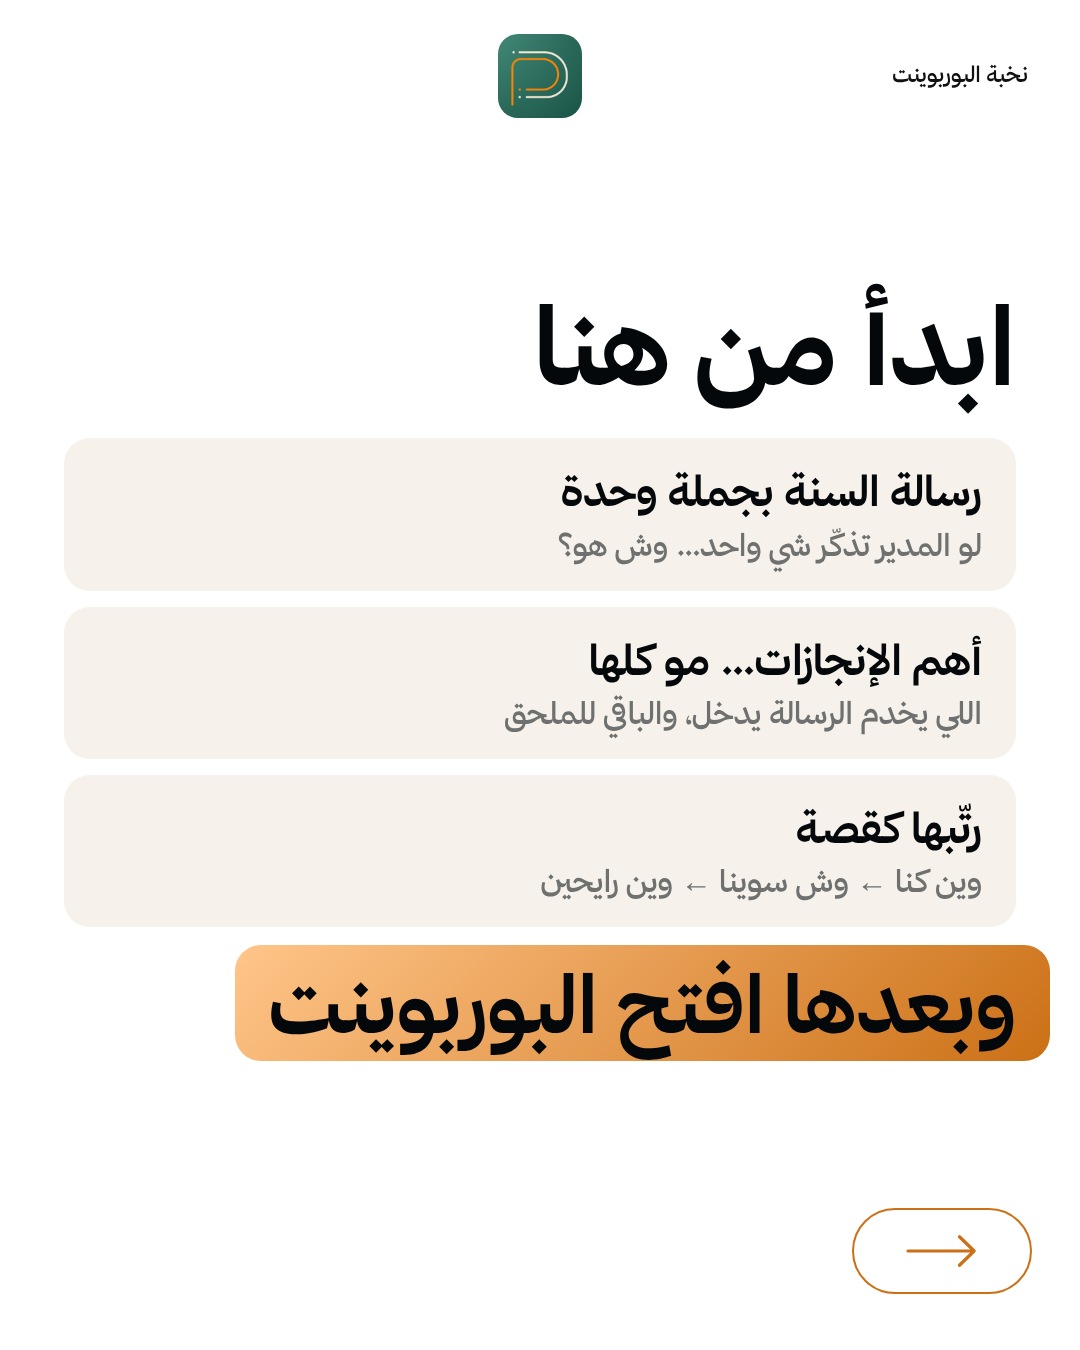 نخبة البوربوينت
ابدأ من هنا
رسالة السنة بجملة وحدة
لو المدير تذكّر شي واحد... وش هو؟
أهم الإنجازات... مو كلها
اللي يخدم الرسالة يدخل، والباقي للملحق
رتّبها كقصة
وين كنا ← وش سوينا ← وين رايحين
وبعدها افتح البوربوينت